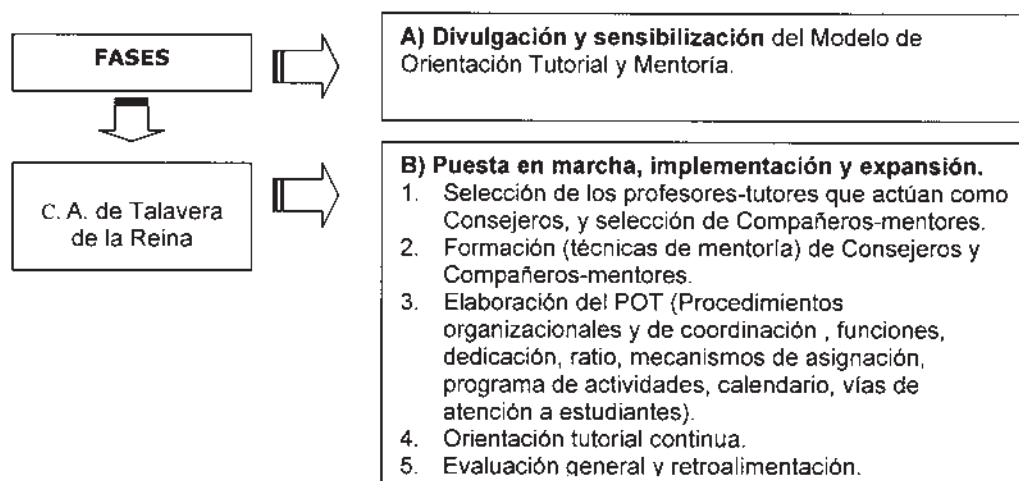 FASES
A) Divulgación y sensibilización del Modelo de
Orientación Tutorial y Mentoría.
C. A. de Talavera
de la Reina
B) Puesta en marcha, implementación y expansión.
1. Selección de los profesores-tutores que actúan como
Consejeros, y selección de Compañeros-mentores.
2. Formación (técnicas de mentoría) de Consejeros y
Compañeros-mentores.
3. Elaboración del POT (Procedimientos
organizacionales y de coordinación , funciones,
dedicación, ratio, mecanismos de asignación,
programa de actividades, calendario, vías de
atención a estudiantes).
4. Orientación tutorial continua.
5. Evaluación general y retroalimentación.